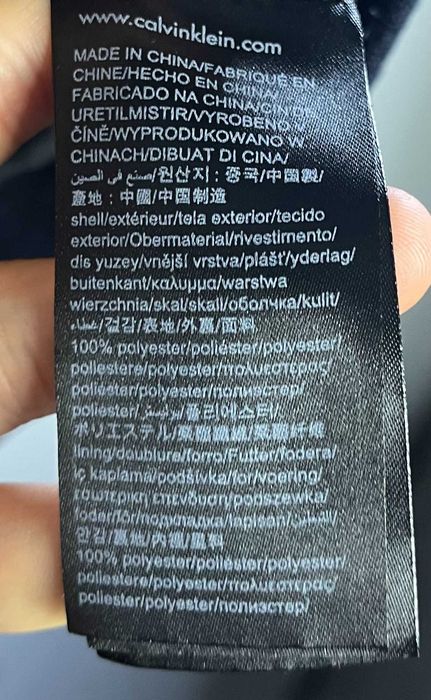 www.calvinklein.com
MADE IN CHINA/FABRIQUÉ EN
CHINE/HECHO EN CHINA/
FABRICADO NA CHINA/
URETILMISTIR/VYROBENO V
ČÍNĚ/WYPRODUKOWANO W
CHINACH/DIBUAT DI CINA/
صنع في الصين/원산지 : 중국/中国製/
產地 : 中國/中国制造
shell/extérieur/tela exterior/tecido
exterior/Obermaterial/rivestimento/
dis yuzey/vnější vrstva/plášť/yderlag/
buitenkant/καλυμμα/warstwa
wierzchnia/skal/skall/оболчка/kulit/
غطاء/겉감/表地/外裏/面料
100% polyester/poliéster/polyester/
poliestere/polyester/πολυεστερας/
poliester/polyester/полиэстер/
poliester/بوليستر/폴리에스터/
ポリエステル/聚酯纖維/聚酯纤维
lining/doublure/forro/Futter/fodera/
iç kaplama/podšívka/for/voering/
εσωτερικη επενδυση/podszewka/
foder/fôr/подкладка/lapisan/
안감/裏地/內裡/里料
100% polyester/poliéster/polyester/
poliestere/polyester/πολυεστερας/
poliester/polyester/полиэстер/